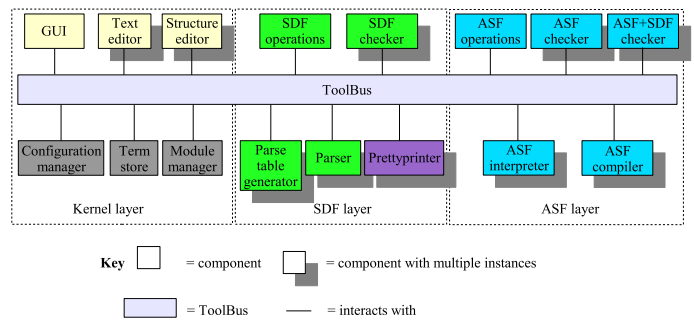 GUI
Text
editor
Structure
editor
SDF
operations
SDF
checker
ASF
operations
ASF
checker
ASF+SDF
checker
ToolBus
Configuration
manager
Term
store
Module
manager
Parse
table
generator
Parser
Prettyprinter
ASF
interpreter
ASF
compiler
Kernel layer
SDF layer
ASF layer
Key
= component
= component with multiple instances
= ToolBus
= interacts with